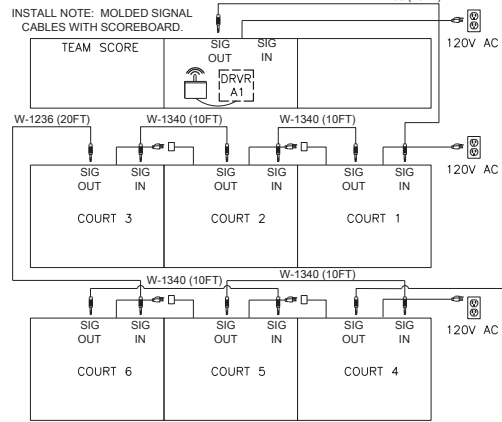 INSTALL NOTE: MOLDED SIGNAL
CABLES WITH SCOREBOARD.
120V AC
TEAM SCORE
SIG OUT
SIG IN
DRVR
A1
W-1236 (20FT)
W-1340 (10FT)
W-1340 (10FT)
120V AC
SIG OUT
SIG IN
SIG OUT
SIG IN
SIG OUT
SIG IN
COURT 3
COURT 2
COURT 1
W-1340 (10FT)
W-1340 (10FT)
120V AC
SIG OUT
SIG IN
SIG OUT
SIG IN
SIG OUT
SIG IN
COURT 6
COURT 5
COURT 4